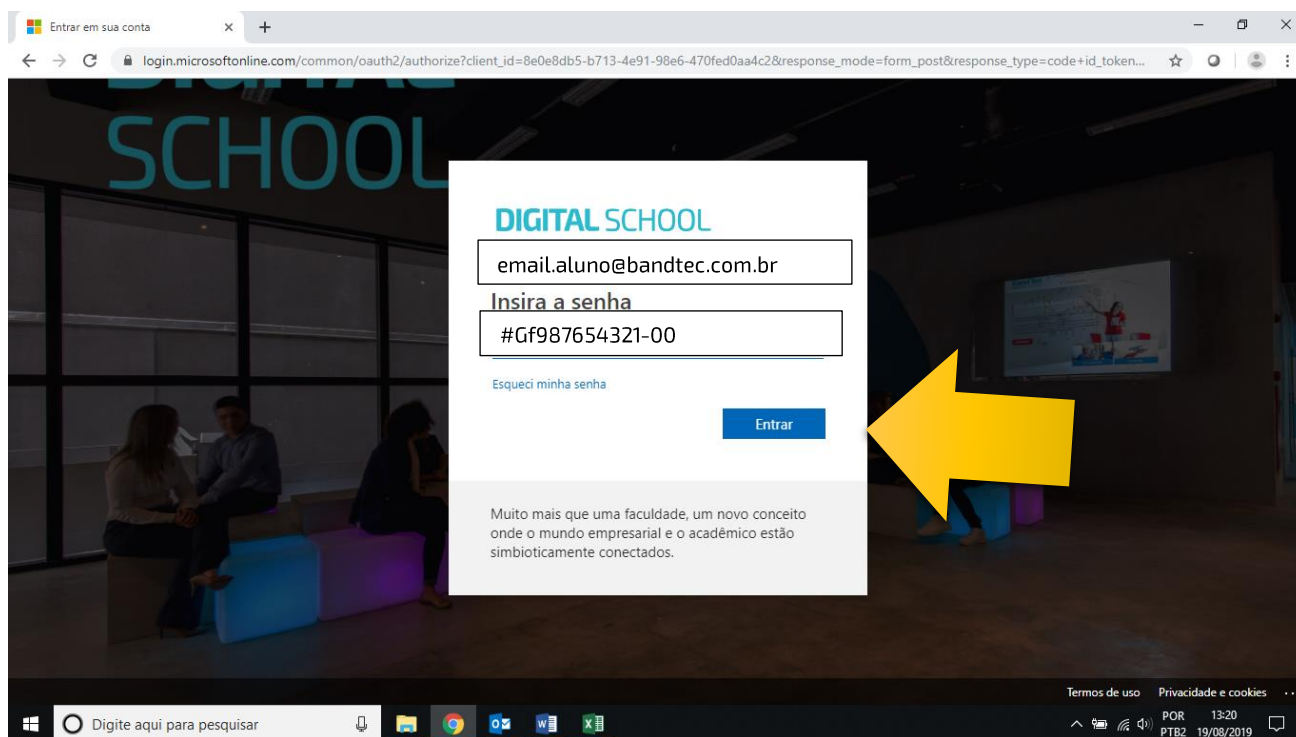 Entrar em sua conta
login.microsoftonline.com/common/oauth2/authorize?client_id=8e0e8db5-b713-4e91-98e6-470fed0aa4c2&response_mode=form_post&response_type=code+id_token...
SCHOOL
DIGITAL SCHOOL
email.aluno@bandtec.com.br
Insira a senha
#Gf987654321-00
Esqueci minha senha
Entrar
Muito mais que uma faculdade, um novo conceito
onde o mundo empresarial e o acadêmico estão
simbioticamente conectados.
Termos de uso Privacidade e cookies ..
Digite aqui para pesquisar
POR 13:20
PTB2 19/08/2019